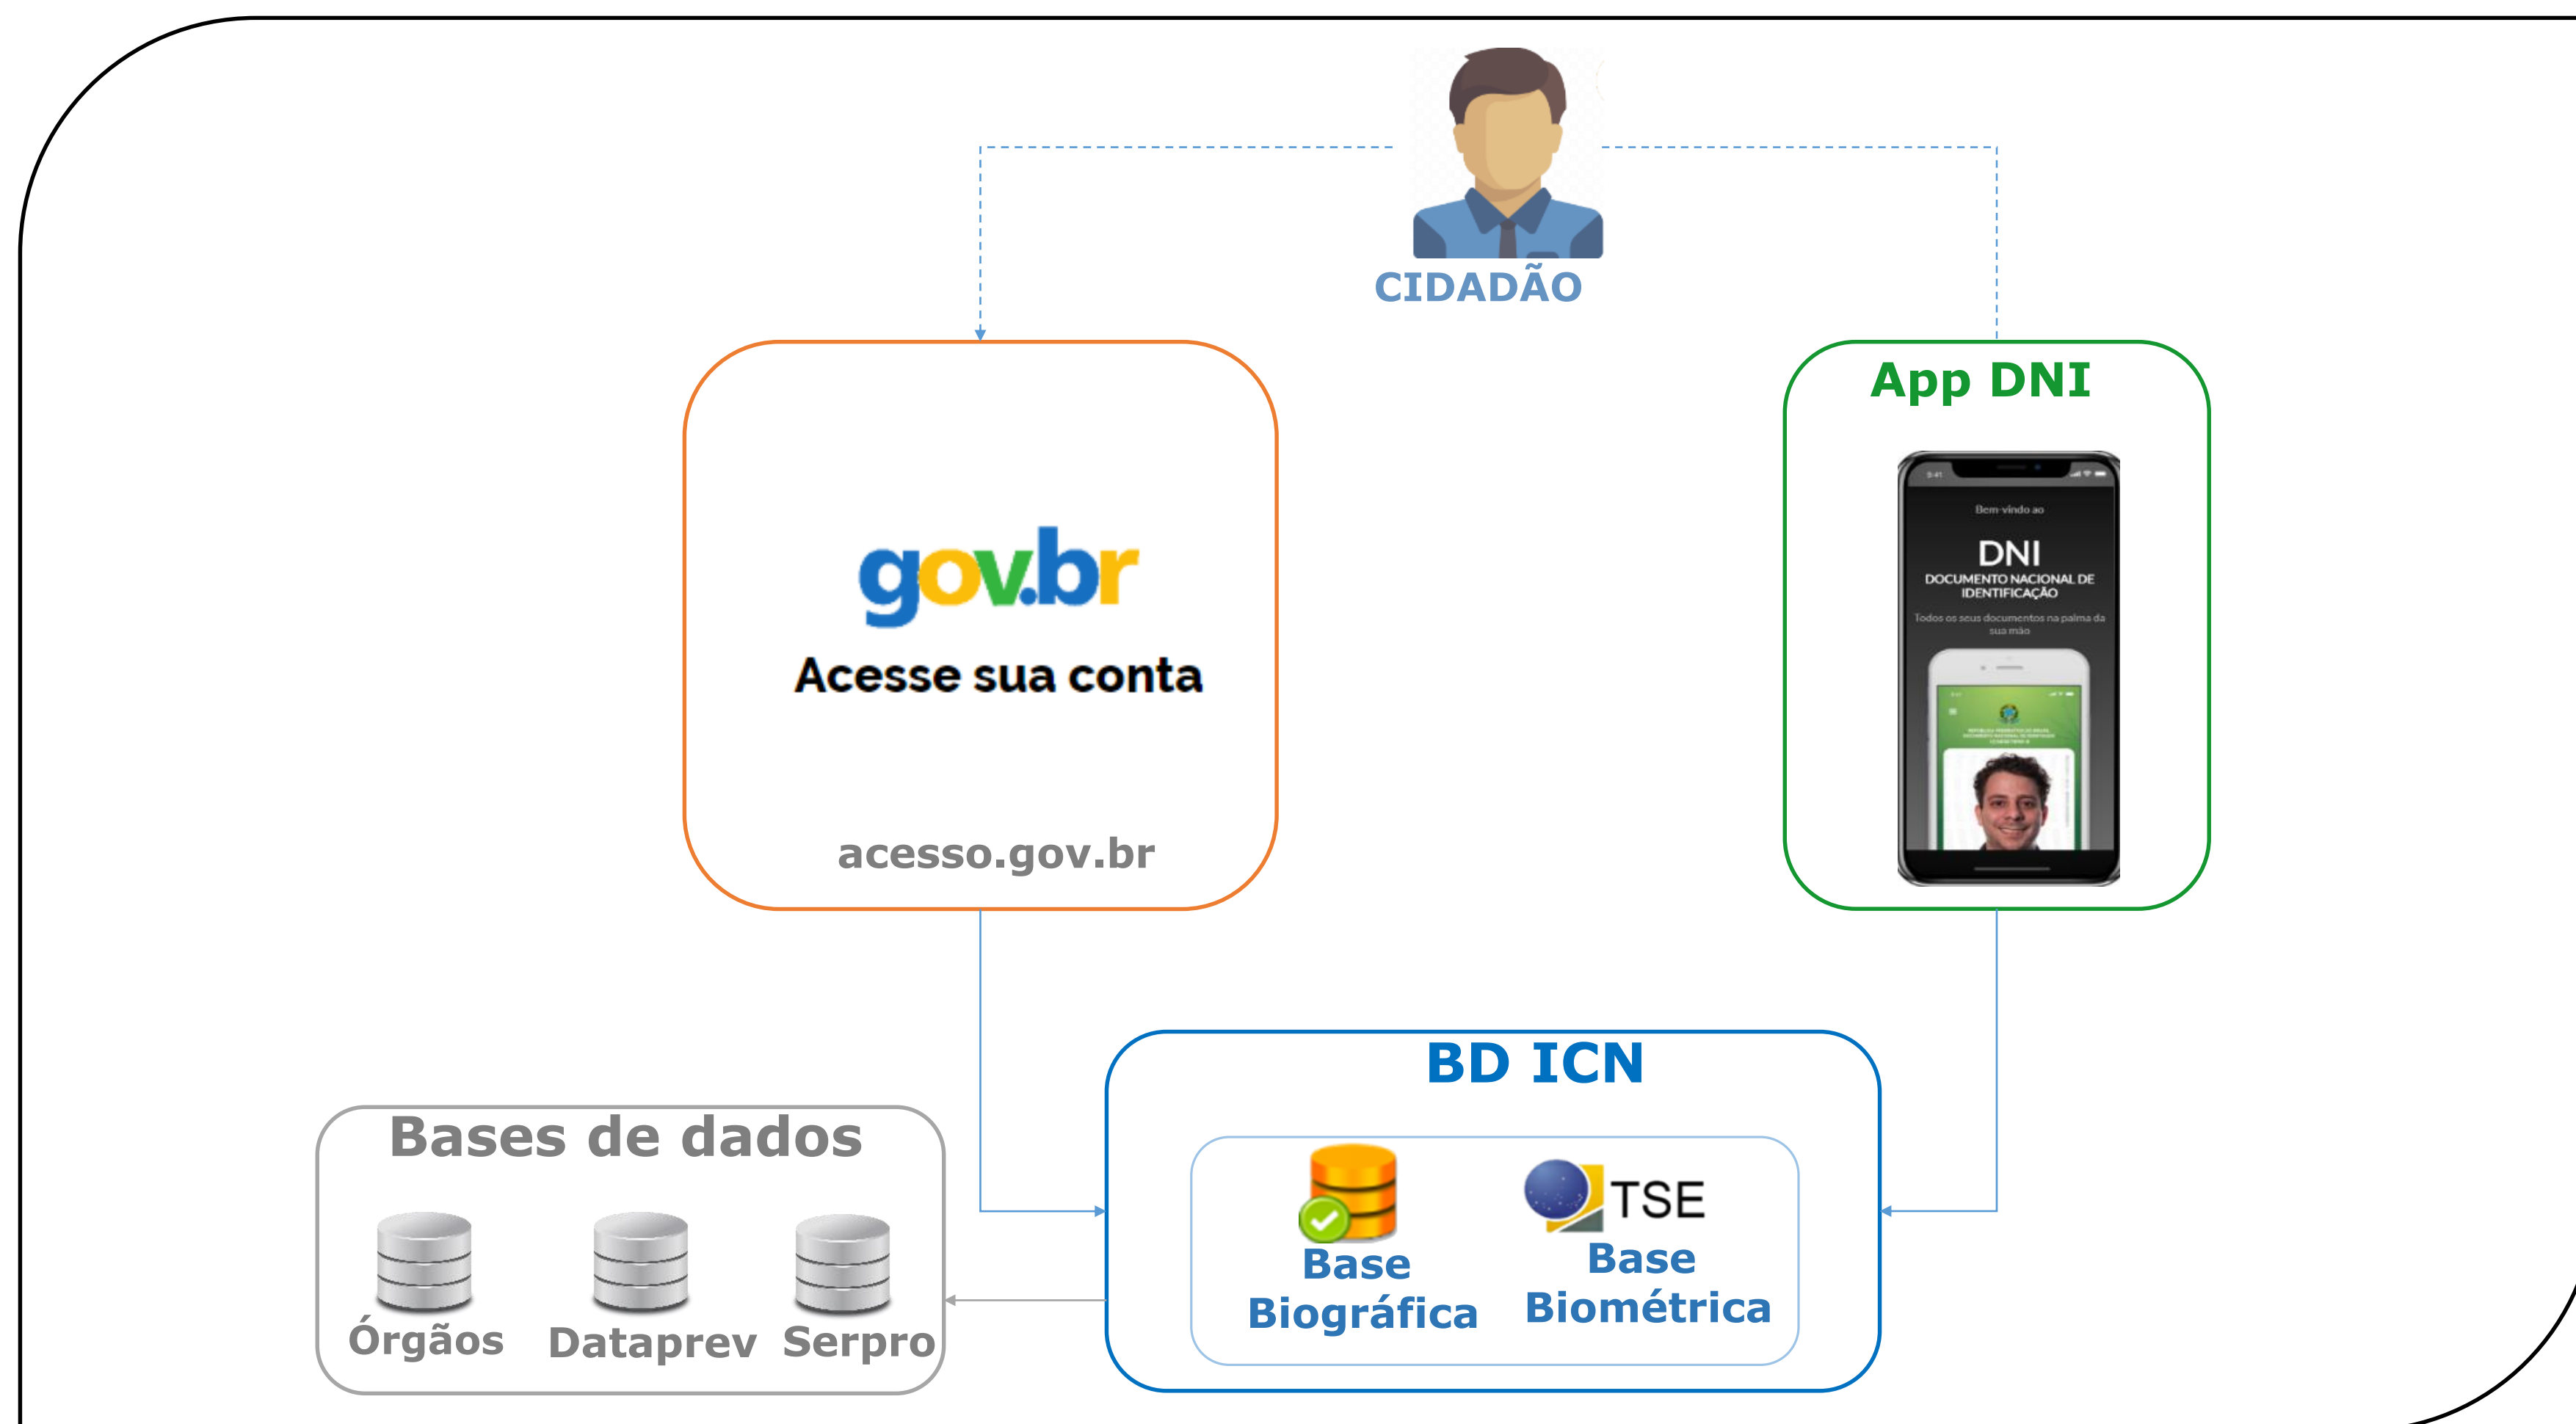 CIDADÃO
gov.br
Acesse sua conta
acesso.gov.br
App DNI
9:41
Bem-vindo ao
DNI
DOCUMENTO NACIONAL DE
IDENTIFICAÇÃO
Todos os seus documentos na palma da
sua mão
BD ICN
Base
Biográfica
TSE
Base
Biométrica
Bases de dados
Órgãos
Dataprev
Serpro